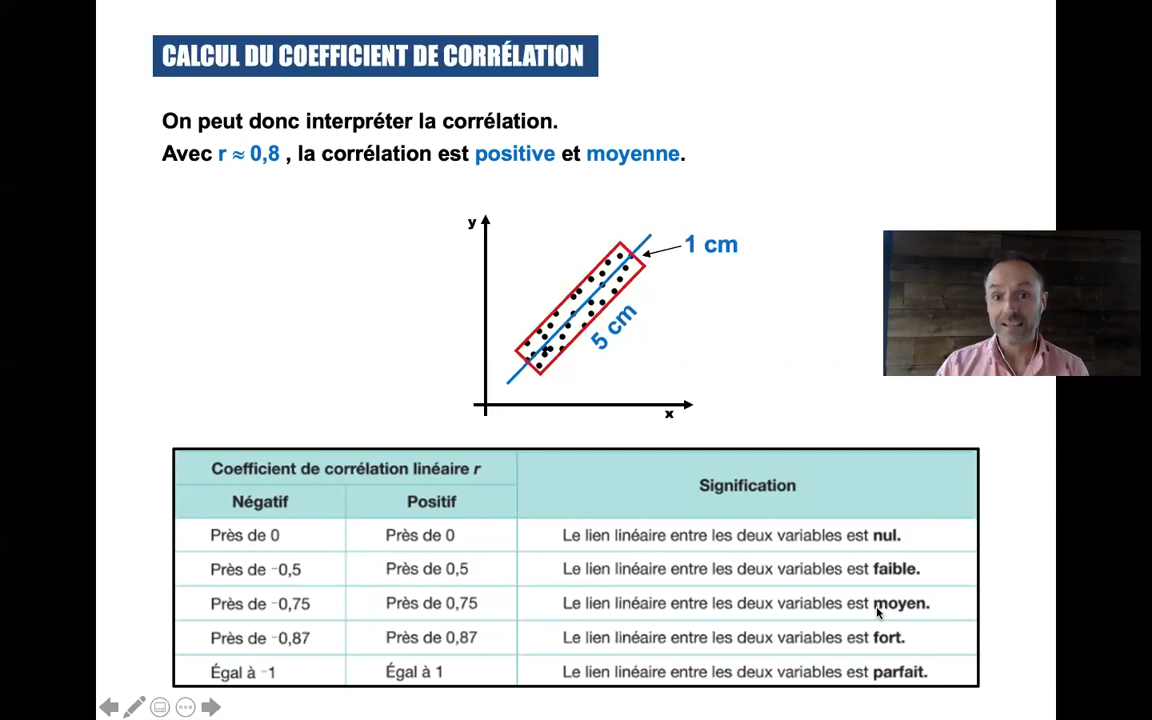 CALCUL DU COEFFICIENT DE CORRÉLATION
On peut donc interpréter la corrélation.
Avec r ≈ 0,8 , la corrélation est positive et moyenne.
y
1 cm
5 cm
x
Coefficient de corrélation linéaire r
Signification
Négatif Positif
Près de 0 Près de 0 Le lien linéaire entre les deux variables est nul.
Près de ⁻0,5 Près de 0,5 Le lien linéaire entre les deux variables est faible.
Près de ⁻0,75 Près de 0,75 Le lien linéaire entre les deux variables est moyen.
Près de ⁻0,87 Près de 0,87 Le lien linéaire entre les deux variables est fort.
Égal à ⁻1 Égal à 1 Le lien linéaire entre les deux variables est parfait.